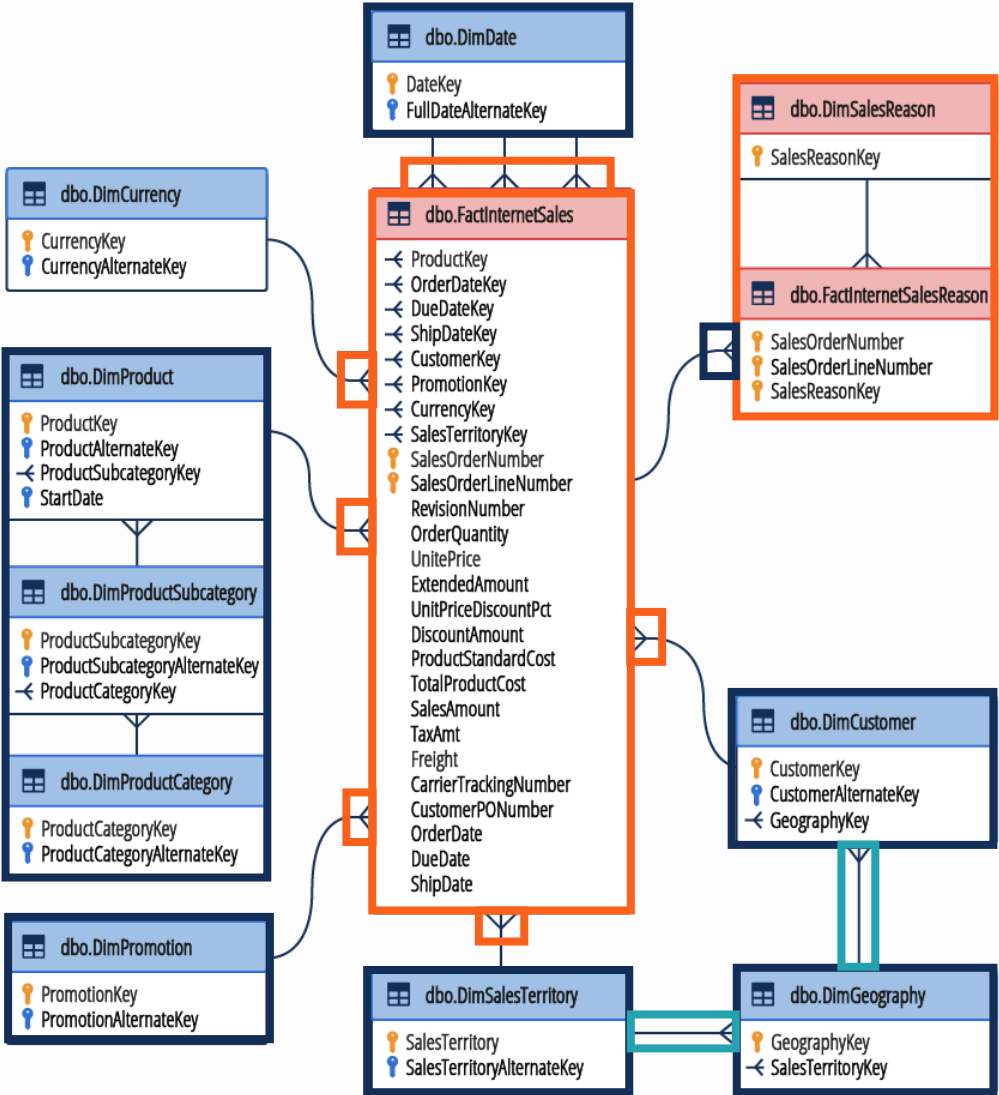 dbo.DimDate
DateKey
FullDateAlternateKey
dbo.DimSalesReason
SalesReasonKey
dbo.DimCurrency
CurrencyKey
CurrencyAlternateKey
dbo.FactInternetSales
ProductKey
OrderDateKey
DueDateKey
ShipDateKey
CustomerKey
PromotionKey
CurrencyKey
SalesTerritoryKey
SalesOrderNumber
SalesOrderLineNumber
RevisionNumber
OrderQuantity
UnitePrice
ExtendedAmount
UnitPriceDiscountPct
DiscountAmount
ProductStandardCost
TotalProductCost
SalesAmount
TaxAmt
Freight
CarrierTrackingNumber
CustomerPONumber
OrderDate
DueDate
ShipDate
dbo.FactInternetSalesReason
SalesOrderNumber
SalesOrderLineNumber
SalesReasonKey
dbo.DimProduct
ProductKey
ProductAlternateKey
ProductSubcategoryKey
StartDate
dbo.DimProductSubcategory
ProductSubcategoryKey
ProductSubcategoryAlternateKey
ProductCategoryKey
dbo.DimProductCategory
ProductCategoryKey
ProductCategoryAlternateKey
dbo.DimCustomer
CustomerKey
CustomerAlternateKey
GeographyKey
dbo.DimPromotion
PromotionKey
PromotionAlternateKey
dbo.DimSalesTerritory
SalesTerritory
SalesTerritoryAlternateKey
dbo.DimGeography
GeographyKey
SalesTerritoryKey